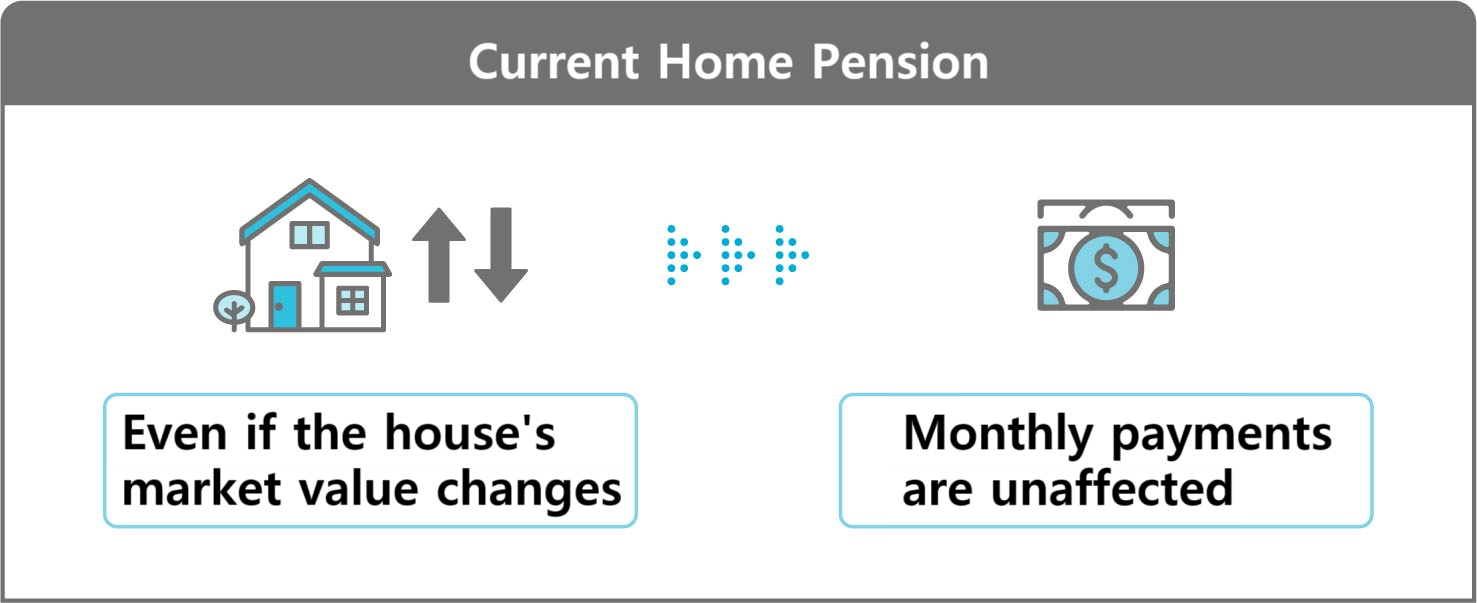 Current Home Pension
$
Even if the house's
market value changes
Monthly payments
are unaffected